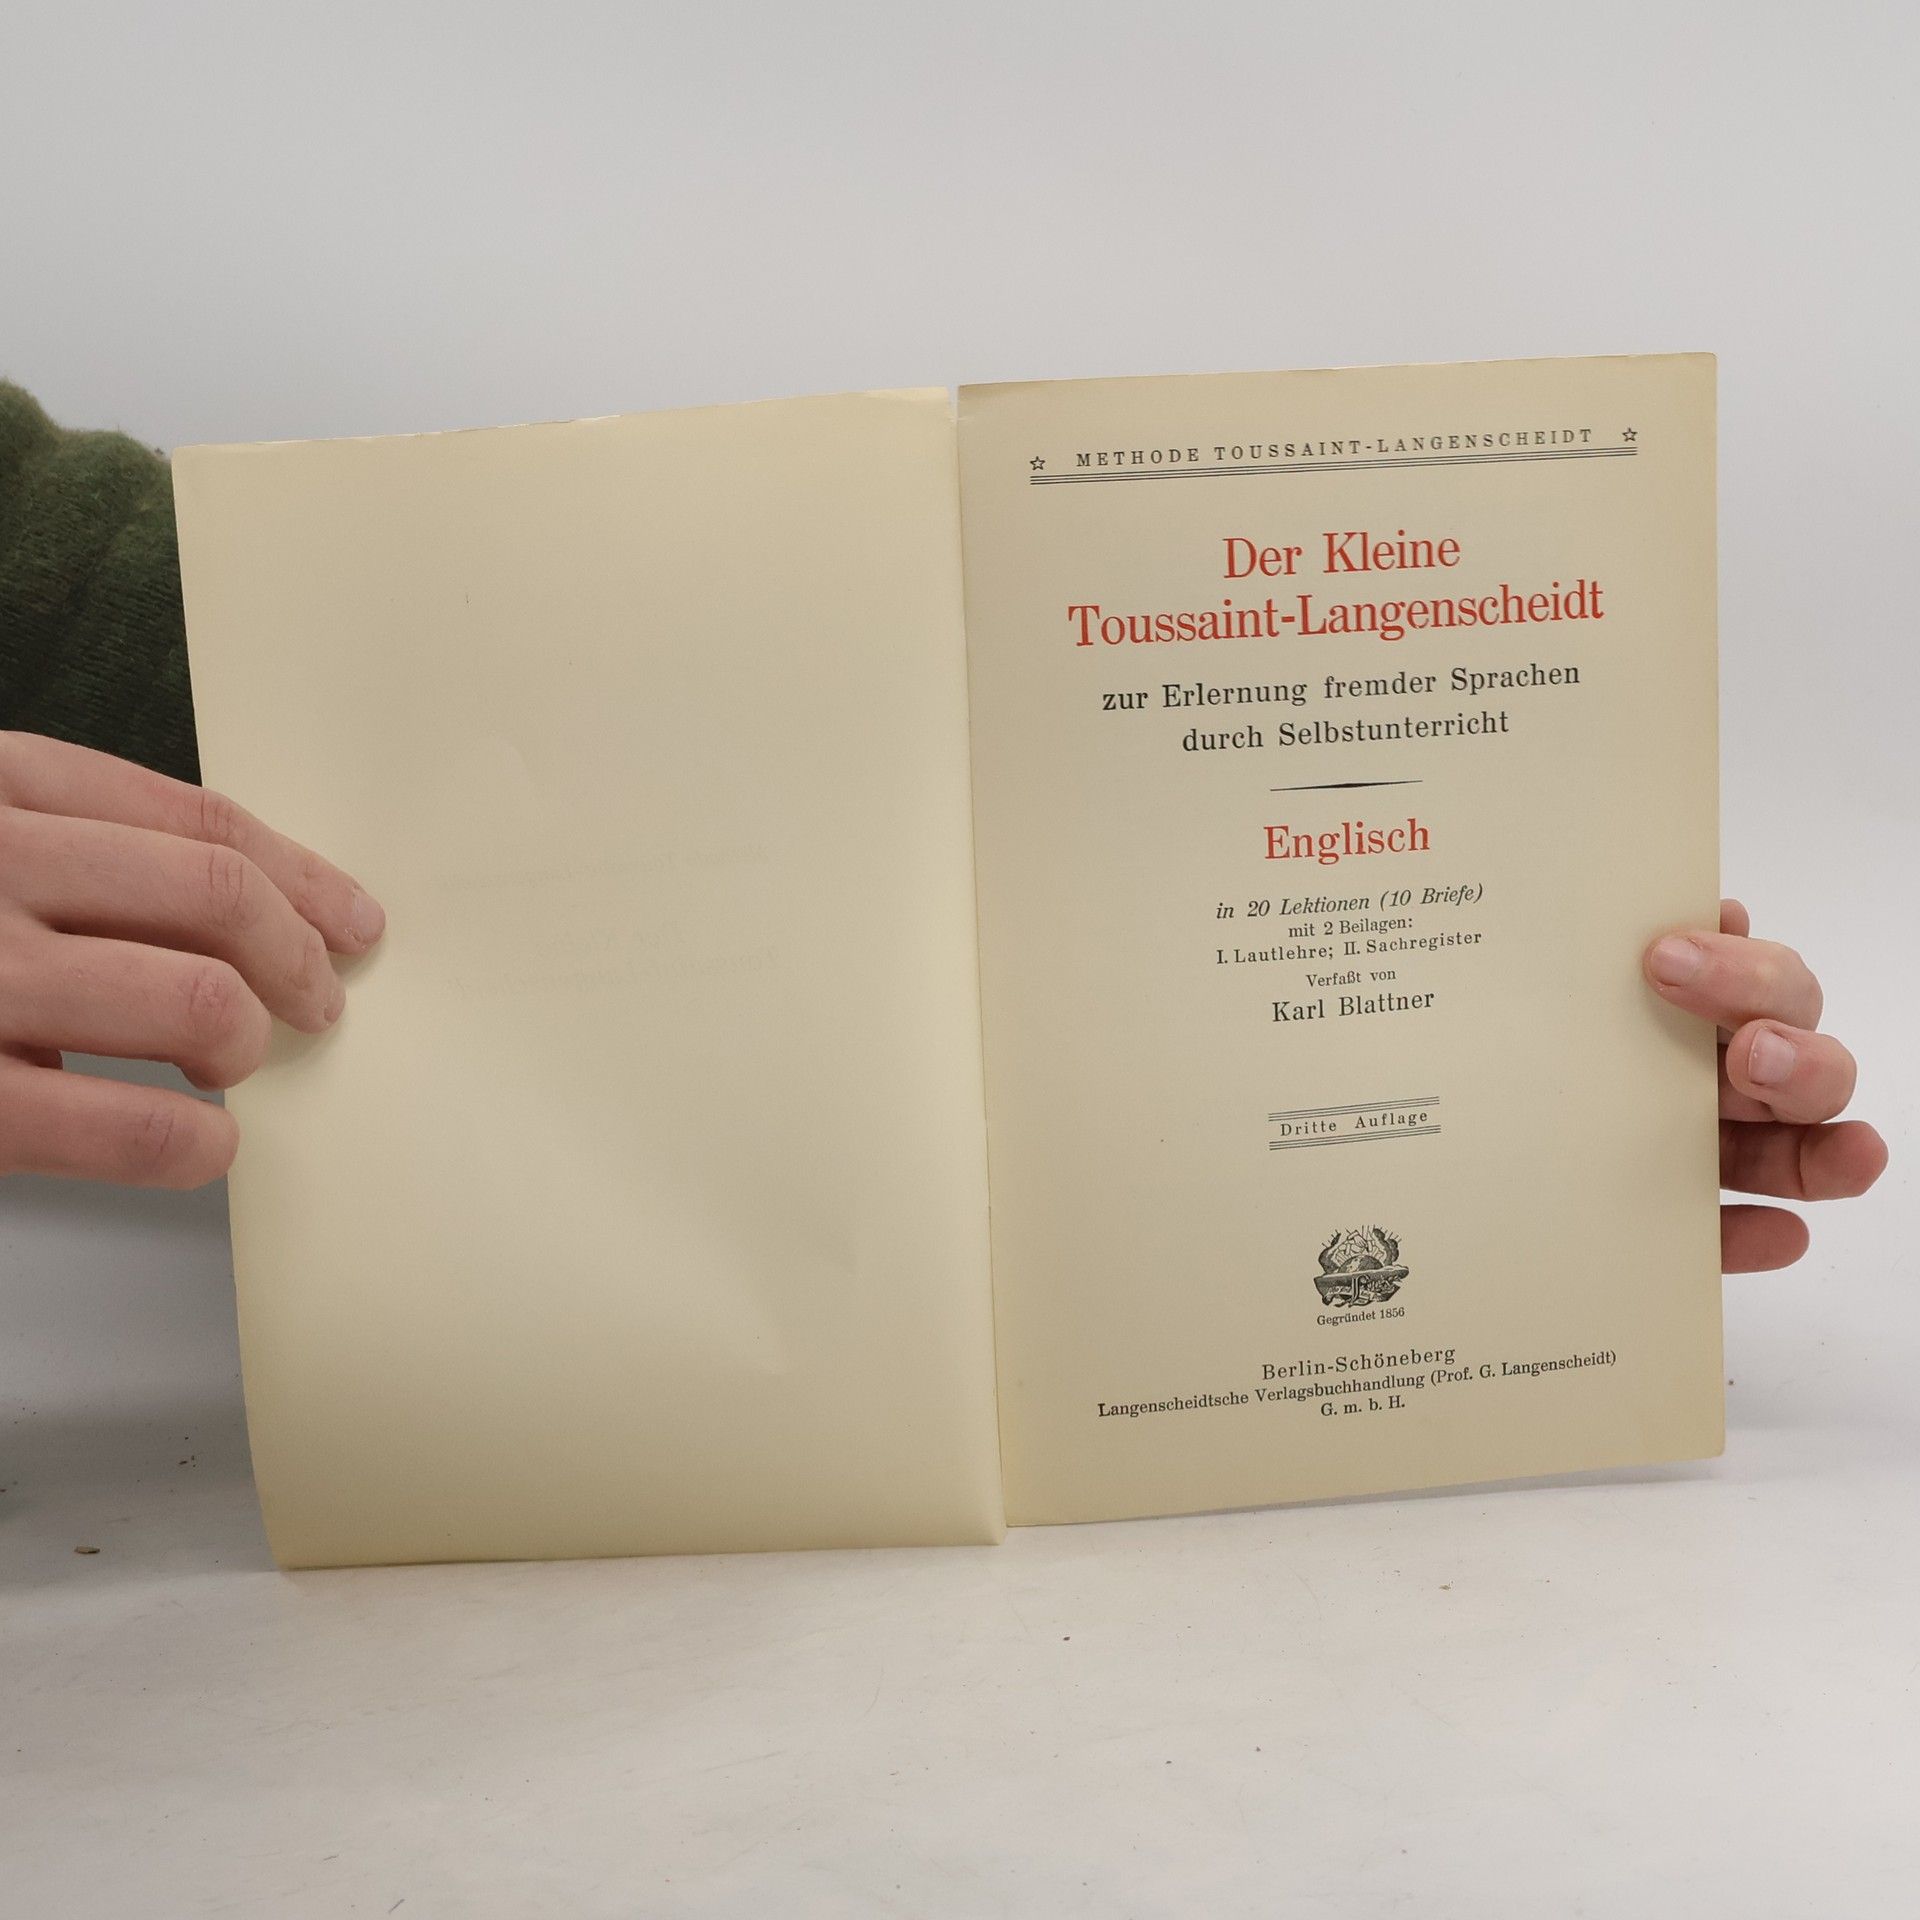 ☆ METHODE TOUSSAINT-LANGENSCHEIDT ☆
Der Kleine
Toussaint-Langenscheidt
zur Erlernung fremder Sprachen
durch Selbstunterricht
Englisch
in 20 Lektionen (10 Briefe)
mit 2 Beilagen:
I. Lautlehre; II. Sachregister
Verfaßt von
Karl Blattner
Dritte Auflage
Gegründet 1856
Berlin-Schöneberg
Langenscheidtsche Verlagsbuchhandlung (Prof. G. Langenscheidt)
G. m. b. H.